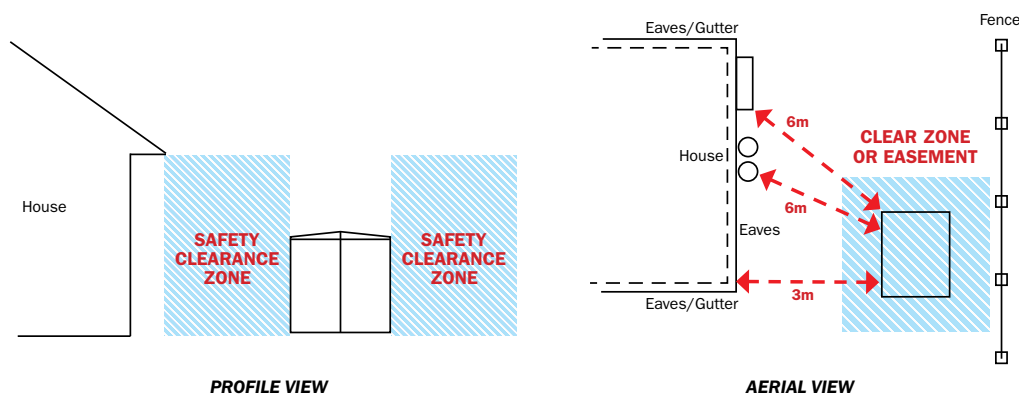 House
SAFETY
CLEARANCE
ZONE
SAFETY
CLEARANCE
ZONE
PROFILE VIEW
Eaves/Gutter
Fence
6m
CLEAR ZONE
OR EASEMENT
House
6m
Eaves
3m
Eaves/Gutter
AERIAL VIEW